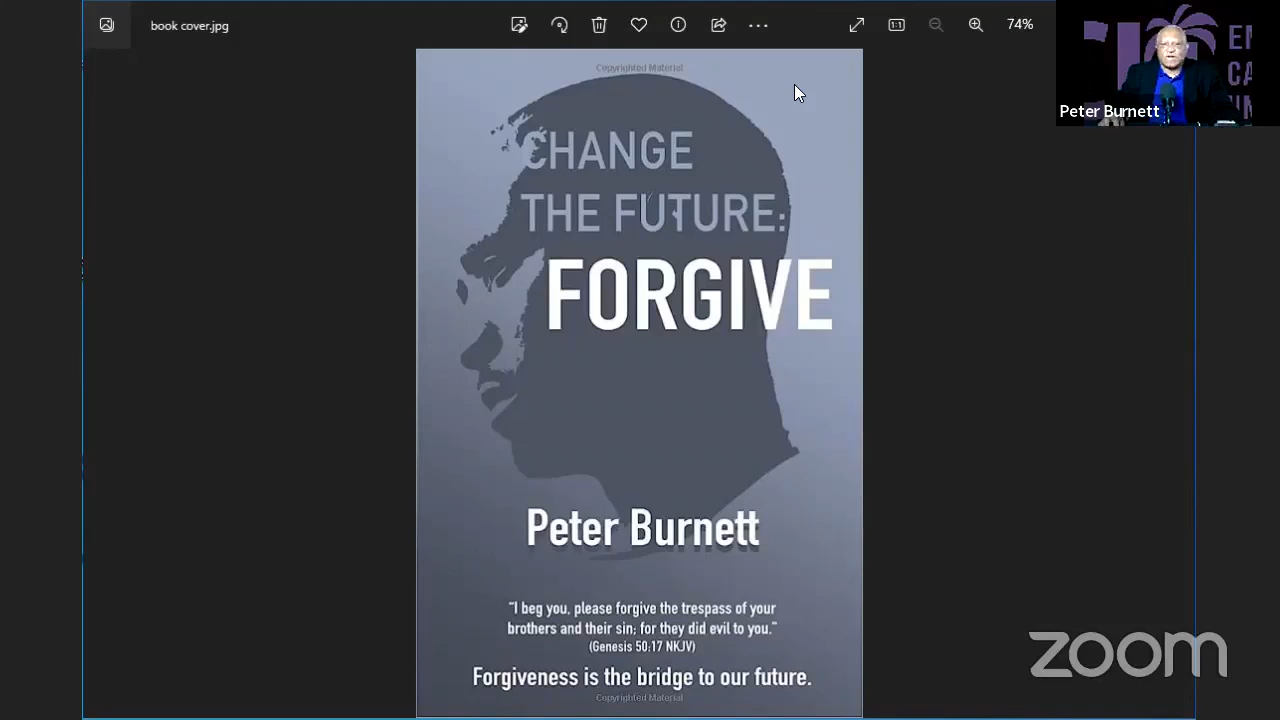 book cover.jpg
74%
Copyrighted Material
CHANGE
THE FUTURE:
FORGIVE
Peter Burnett
"I beg you, please forgive the trespass of your
brothers and their sin; for they did evil to you."
(Genesis 50:17 NKJV)
Forgiveness is the bridge to our future.
Copyrighted Material
EN
CA
Peter Burnett
zoom